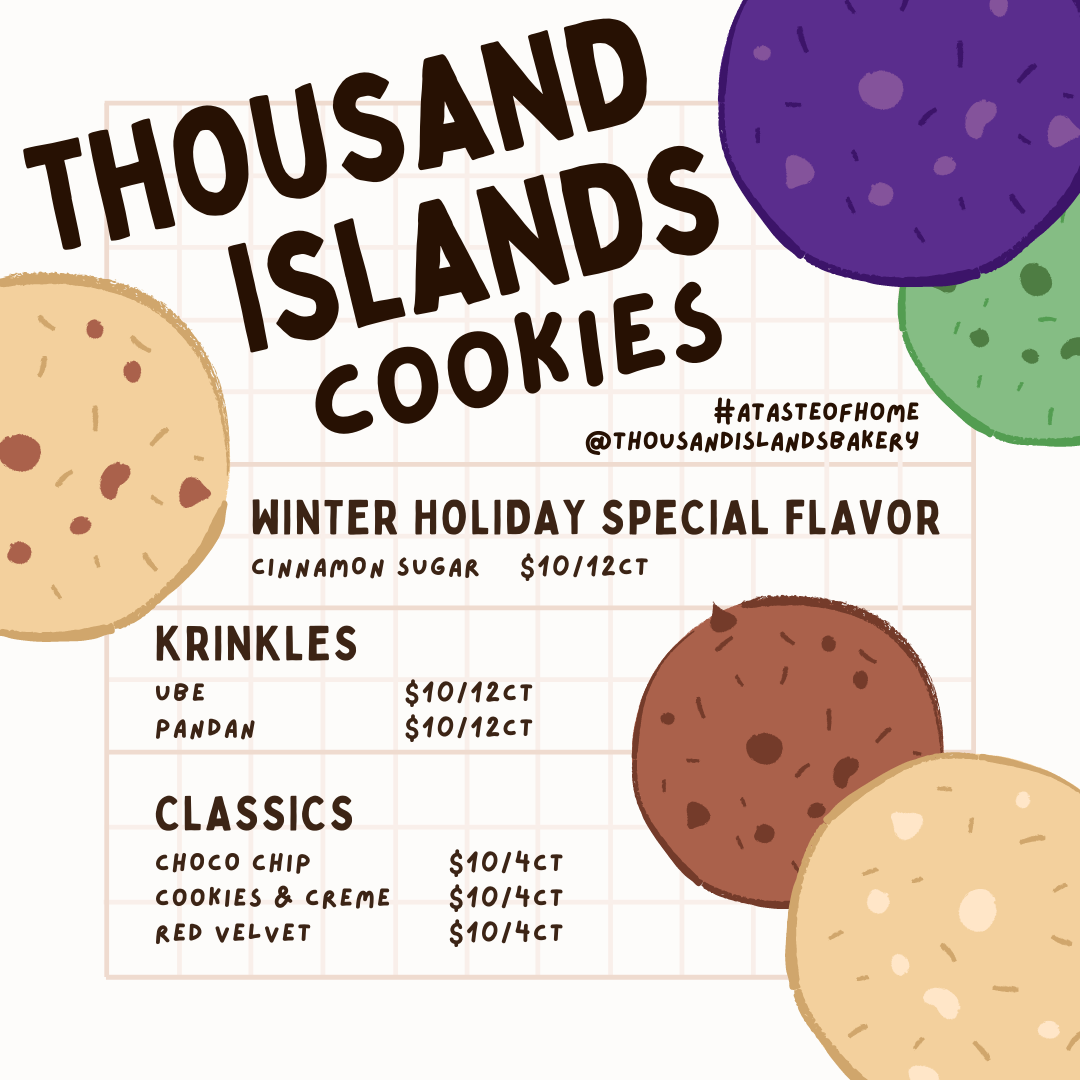 THOUSAND
ISLANDS
COOKIES
#ATASTEOFHOME
@THOUSANDISLANDSBAKERY
WINTER HOLIDAY SPECIAL FLAVOR
CINNAMON SUGAR $10/12CT
KRINKLES
UBE $10/12CT
PANDAN $10/12CT
CLASSICS
CHOCO CHIP $10/4CT
COOKIES & CREME $10/4CT
RED VELVET $10/4CT